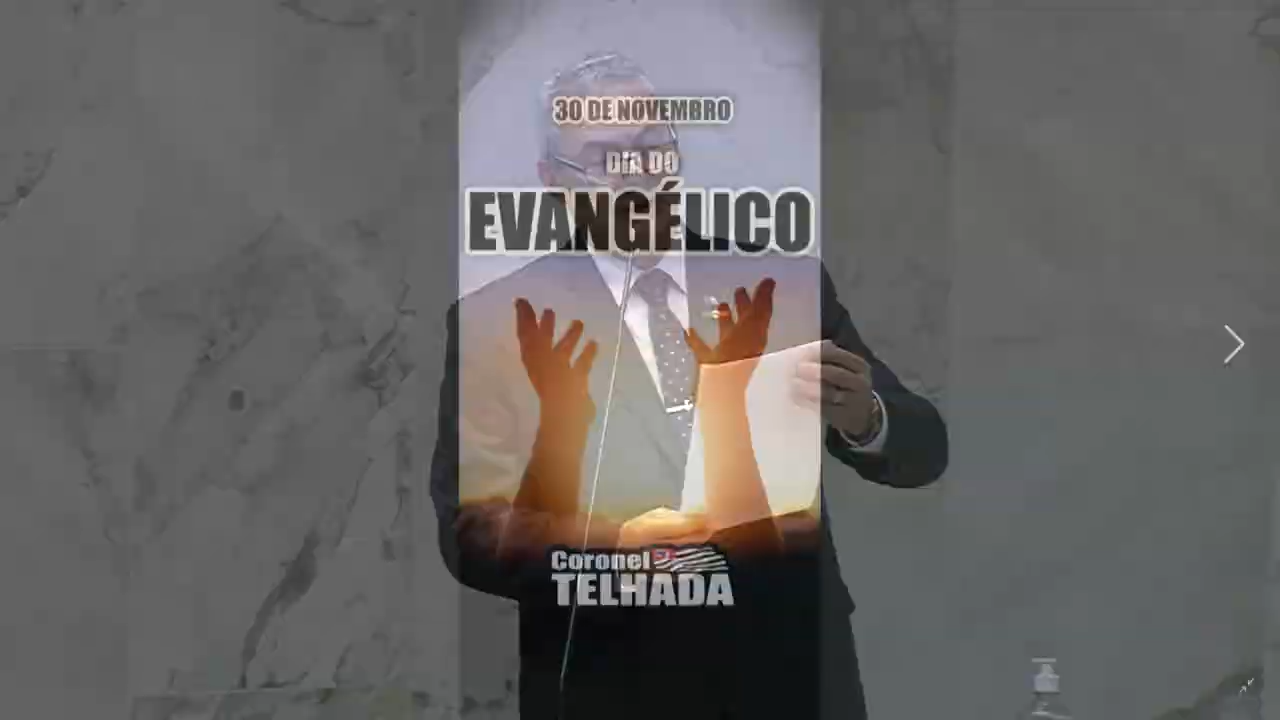 30 DE NOVEMBRO
DIA DO
EVANGÉLICO
Coronel
TELHADA